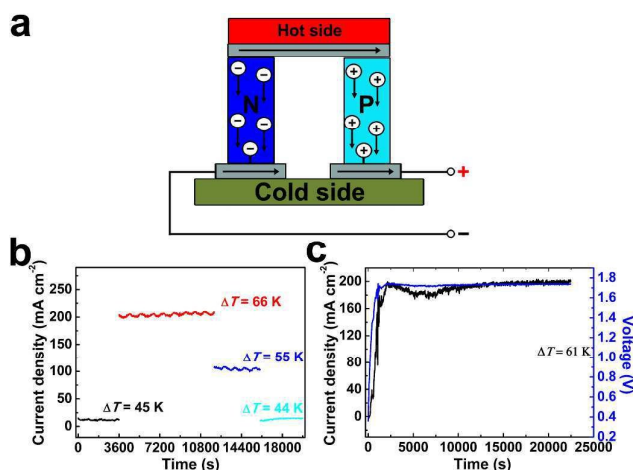 a
Hot side
N
P
+
Cold side
−
b
Current density (mA cm-2)
250
200
150
100
50
0
ΔT = 66 K
ΔT = 55 K
ΔT = 45 K
ΔT = 44 K
0 3600 7200 10800 14400 18000
Time (s)
c
Current density (mA cm-2)
200
160
120
80
40
0
ΔT = 61 K
1.8
1.6
1.4
1.2
1.0
0.8
0.6
0.4
0.2
Voltage (V)
0 5000 10000 15000 20000 25000
Time (s)